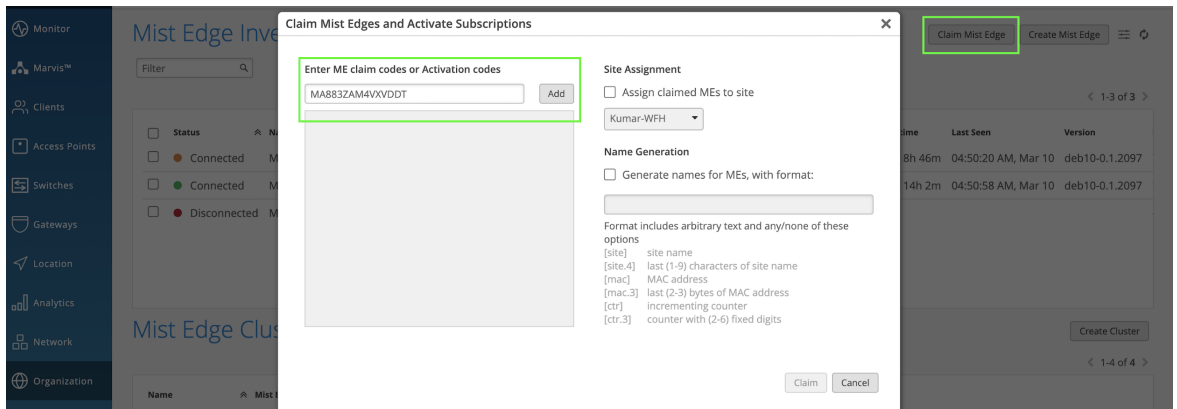 Monitor
Marvis™
Clients
Access Points
Switches
Gateways
Location
Analytics
Network
Organization
Mist Edge Inve
Claim Mist Edge
Create Mist Edge
Filter
1-3 of 3
Status
Last Seen
Version
Connected
8h 46m 04:50:20 AM, Mar 10 deb10-0.1.2097
Connected
14h 2m 04:50:58 AM, Mar 10 deb10-0.1.2097
Disconnected
Mist Edge Clus
Create Cluster
1-4 of 4
Name
Claim Mist Edges and Activate Subscriptions
Enter ME claim codes or Activation codes
MA883ZAM4VXVDDT
Add
Site Assignment
Assign claimed MEs to site
Kumar-WFH
Name Generation
Generate names for MEs, with format:
Format includes arbitrary text and any/none of these
options
[site] site name
[site.4] last (1-9) characters of site name
[mac] MAC address
[mac.3] last (2-3) bytes of MAC address
[ctr] incrementing counter
[ctr.3] counter with (2-6) fixed digits
Claim
Cancel